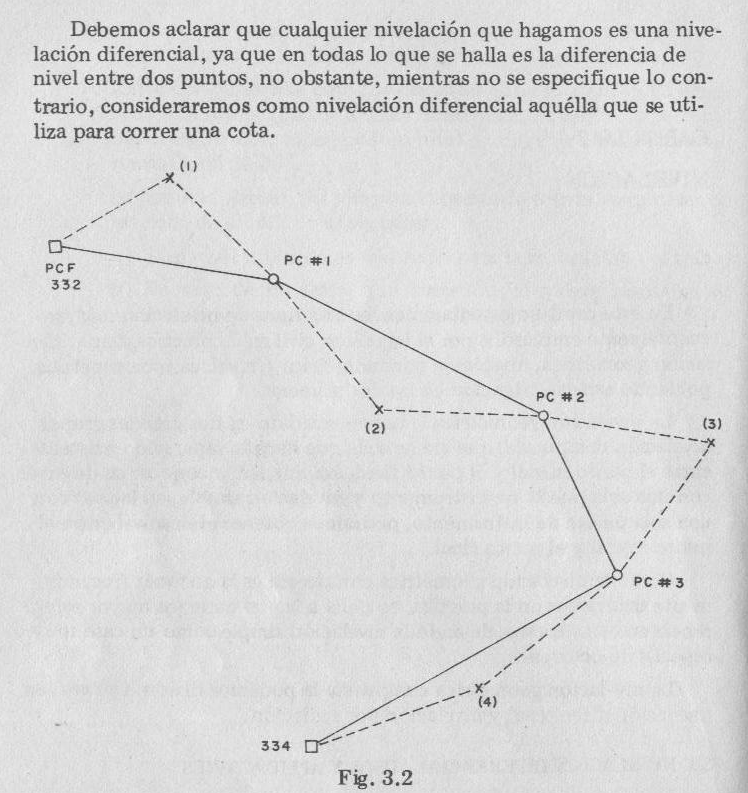 Debemos aclarar que cualquier nivelación que hagamos es una nive-
lación diferencial, ya que en todas lo que se halla es la diferencia de
nivel entre dos puntos, no obstante, mientras no se especifique lo con-
trario, consideraremos como nivelación diferencial aquélla que se uti-
liza para correr una cota.
(1)
PCF
332
PC #1
PC #2
(2)
(3)
PC #3
(4)
334
Fig. 3.2